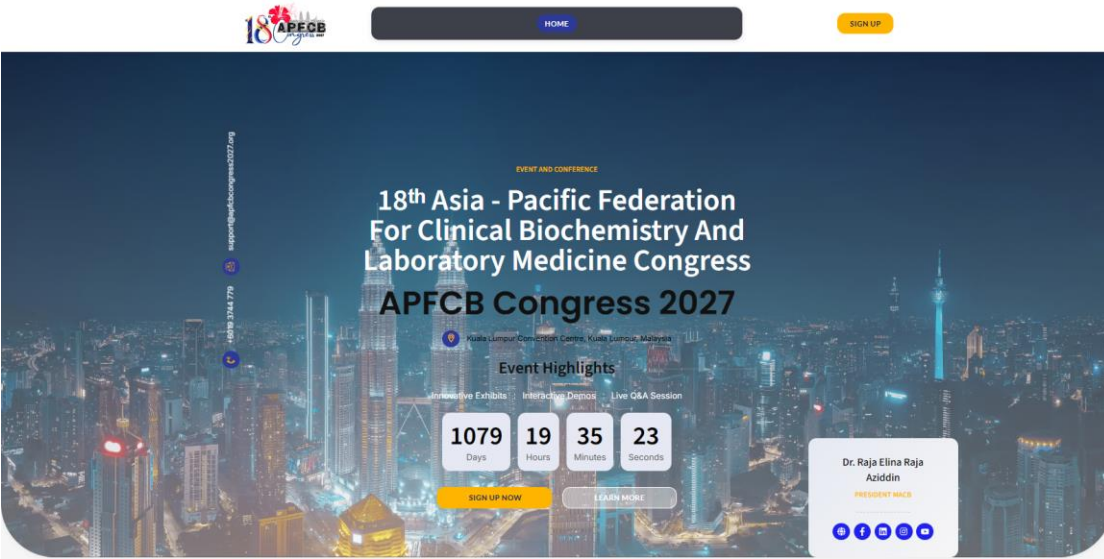 18 APFCB
Congress 2027
HOME
SIGN UP
support@apfcbcongress2027.org
+6019 3744 779
EVENT AND CONFERENCE
18th Asia - Pacific Federation
For Clinical Biochemistry And
Laboratory Medicine Congress
APFCB Congress 2027
Kuala Lumpur Convention Centre, Kuala Lumpur, Malaysia
Event Highlights
Innovative Exhibits : Interactive Demos : Live Q&A Session
1079 19 35 23
Days Hours Minutes Seconds
SIGN UP NOW LEARN MORE
Dr. Raja Elina Raja
Aziddin
PRESIDENT MACB